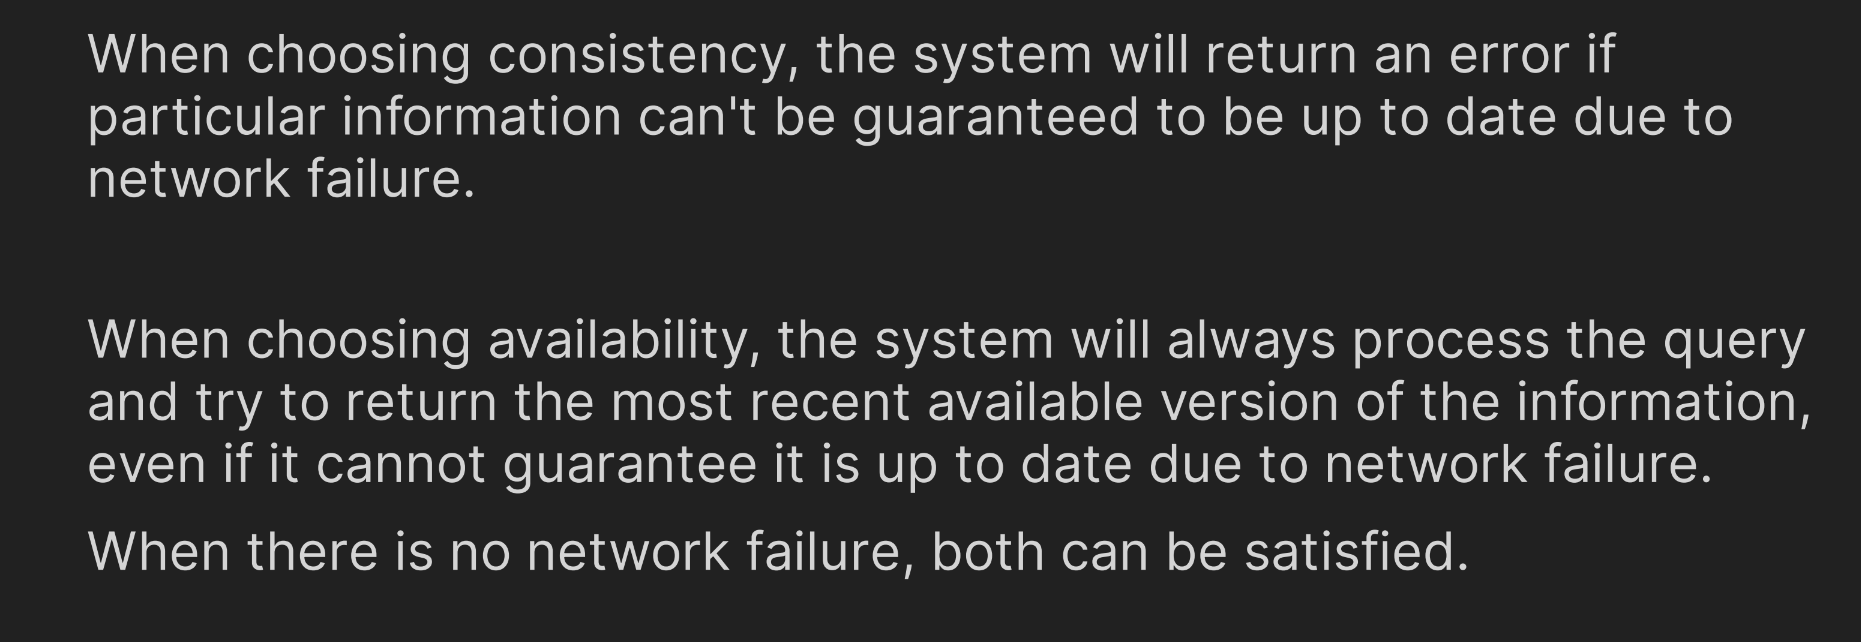 When choosing consistency, the system will return an error if
particular information can't be guaranteed to be up to date due to
network failure.
When choosing availability, the system will always process the query
and try to return the most recent available version of the information,
even if it cannot guarantee it is up to date due to network failure.
When there is no network failure, both can be satisfied.